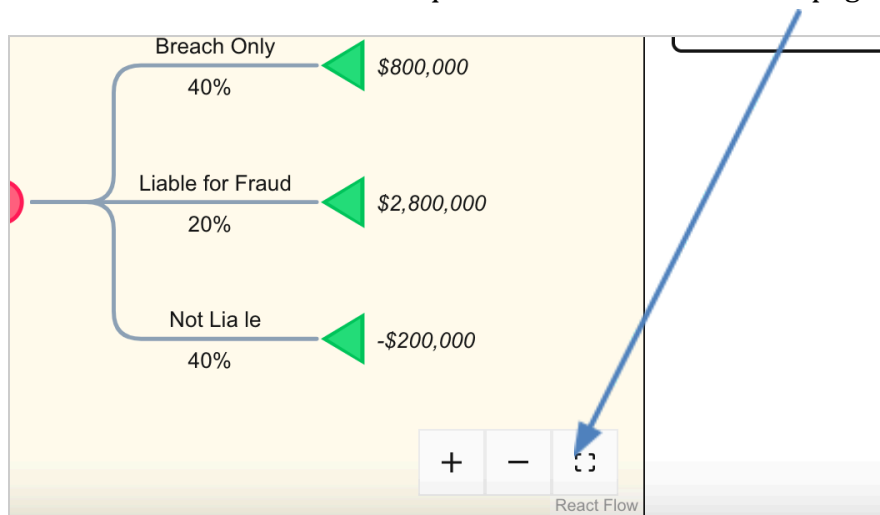 Breach Only
$800,000
40%
Liable for Fraud
$2,800,000
20%
Not Lia le
-$200,000
40%
+ −
React Flow